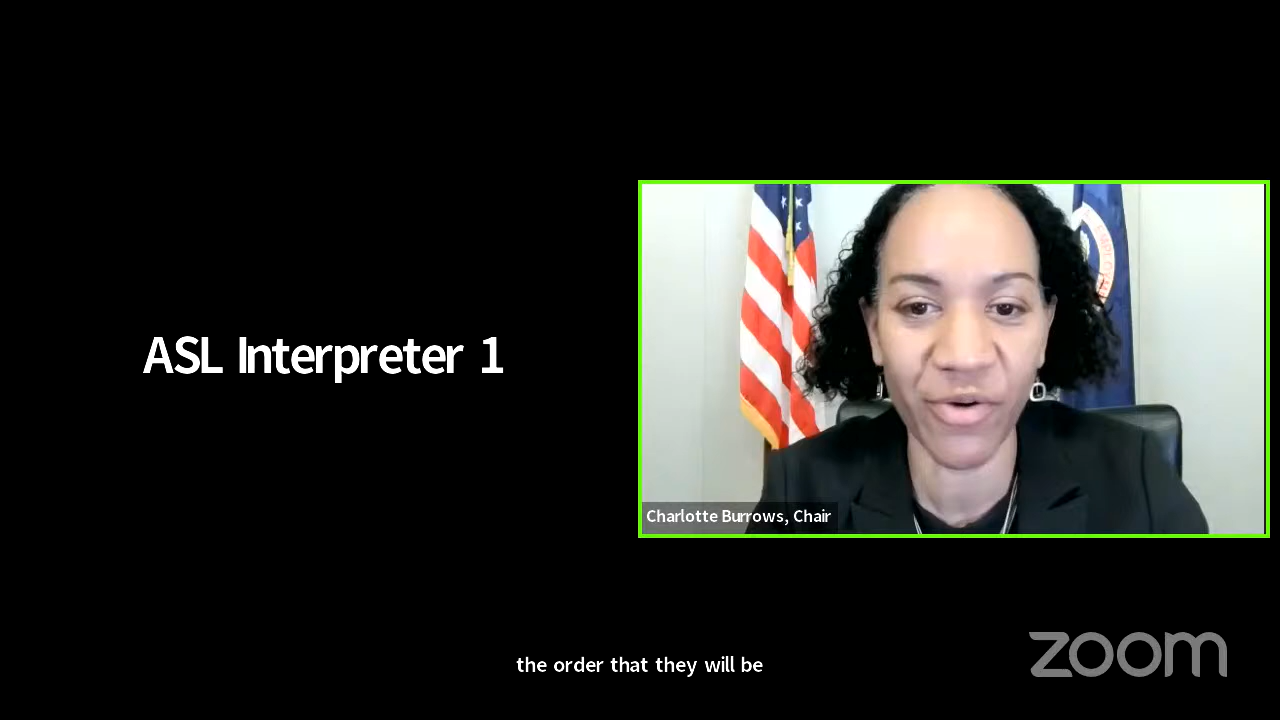 ASL Interpreter 1
Charlotte Burrows, Chair
the order that they will be
zoom